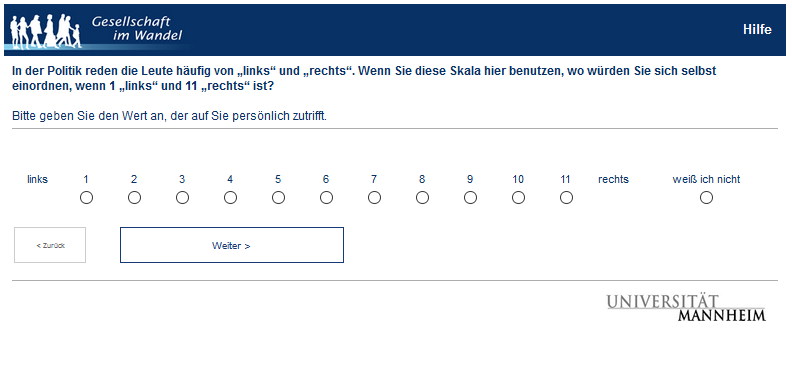 Gesellschaft
im Wandel
Hilfe
In der Politik reden die Leute häufig von „links“ und „rechts“. Wenn Sie diese Skala hier benutzen, wo würden Sie sich selbst
einordnen, wenn 1 „links“ und 11 „rechts“ ist?
Bitte geben Sie den Wert an, der auf Sie persönlich zutrifft.
links 1 2 3 4 5 6 7 8 9 10 11 rechts weiß ich nicht
< Zurück Weiter >
UNIVERSITÄT
MANNHEIM